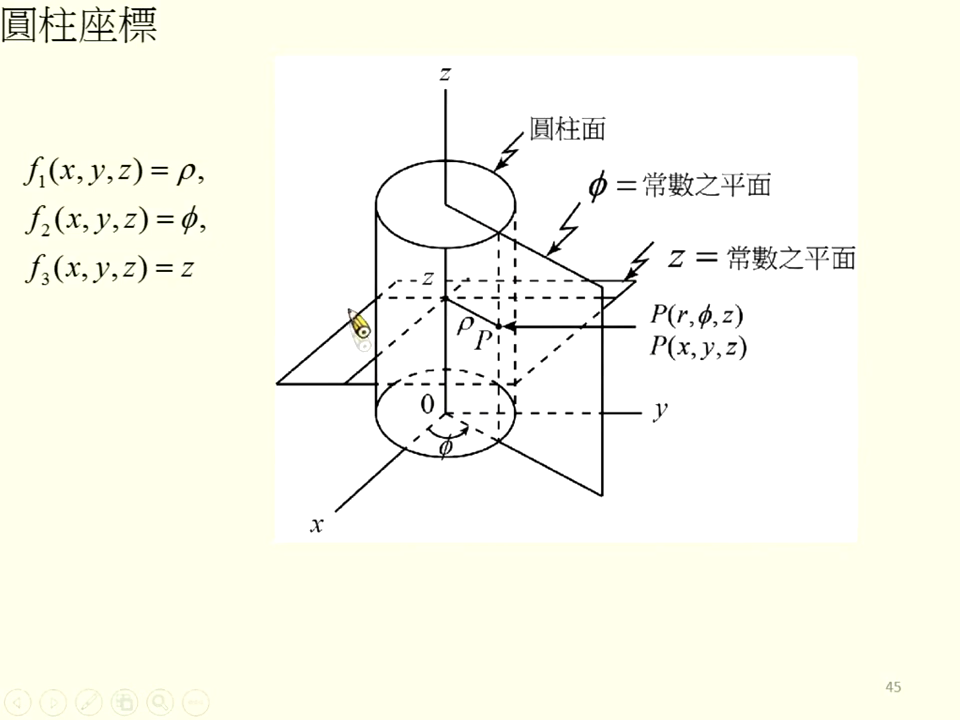 圓柱座標
f₁(x, y, z) = ρ,
f₂(x, y, z) = ϕ,
f₃(x, y, z) = z
z
圓柱面
ϕ = 常數之平面
z = 常數之平面
z
ρ
P
P(r, ϕ, z)
P(x, y, z)
0
y
ϕ
x
45